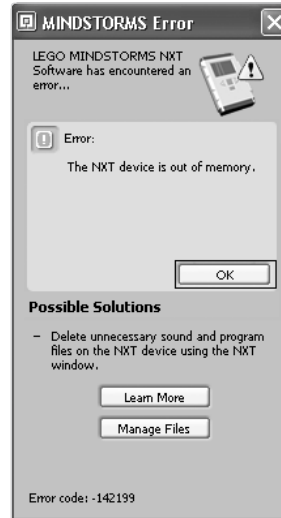 MINDSTORMS Error
LEGO MINDSTORMS NXT
Software has encountered an
error...
Error:
The NXT device is out of memory.
OK
Possible Solutions
– Delete unnecessary sound and program
files on the NXT device using the NXT
window.
Learn More
Manage Files
Error code: -142199